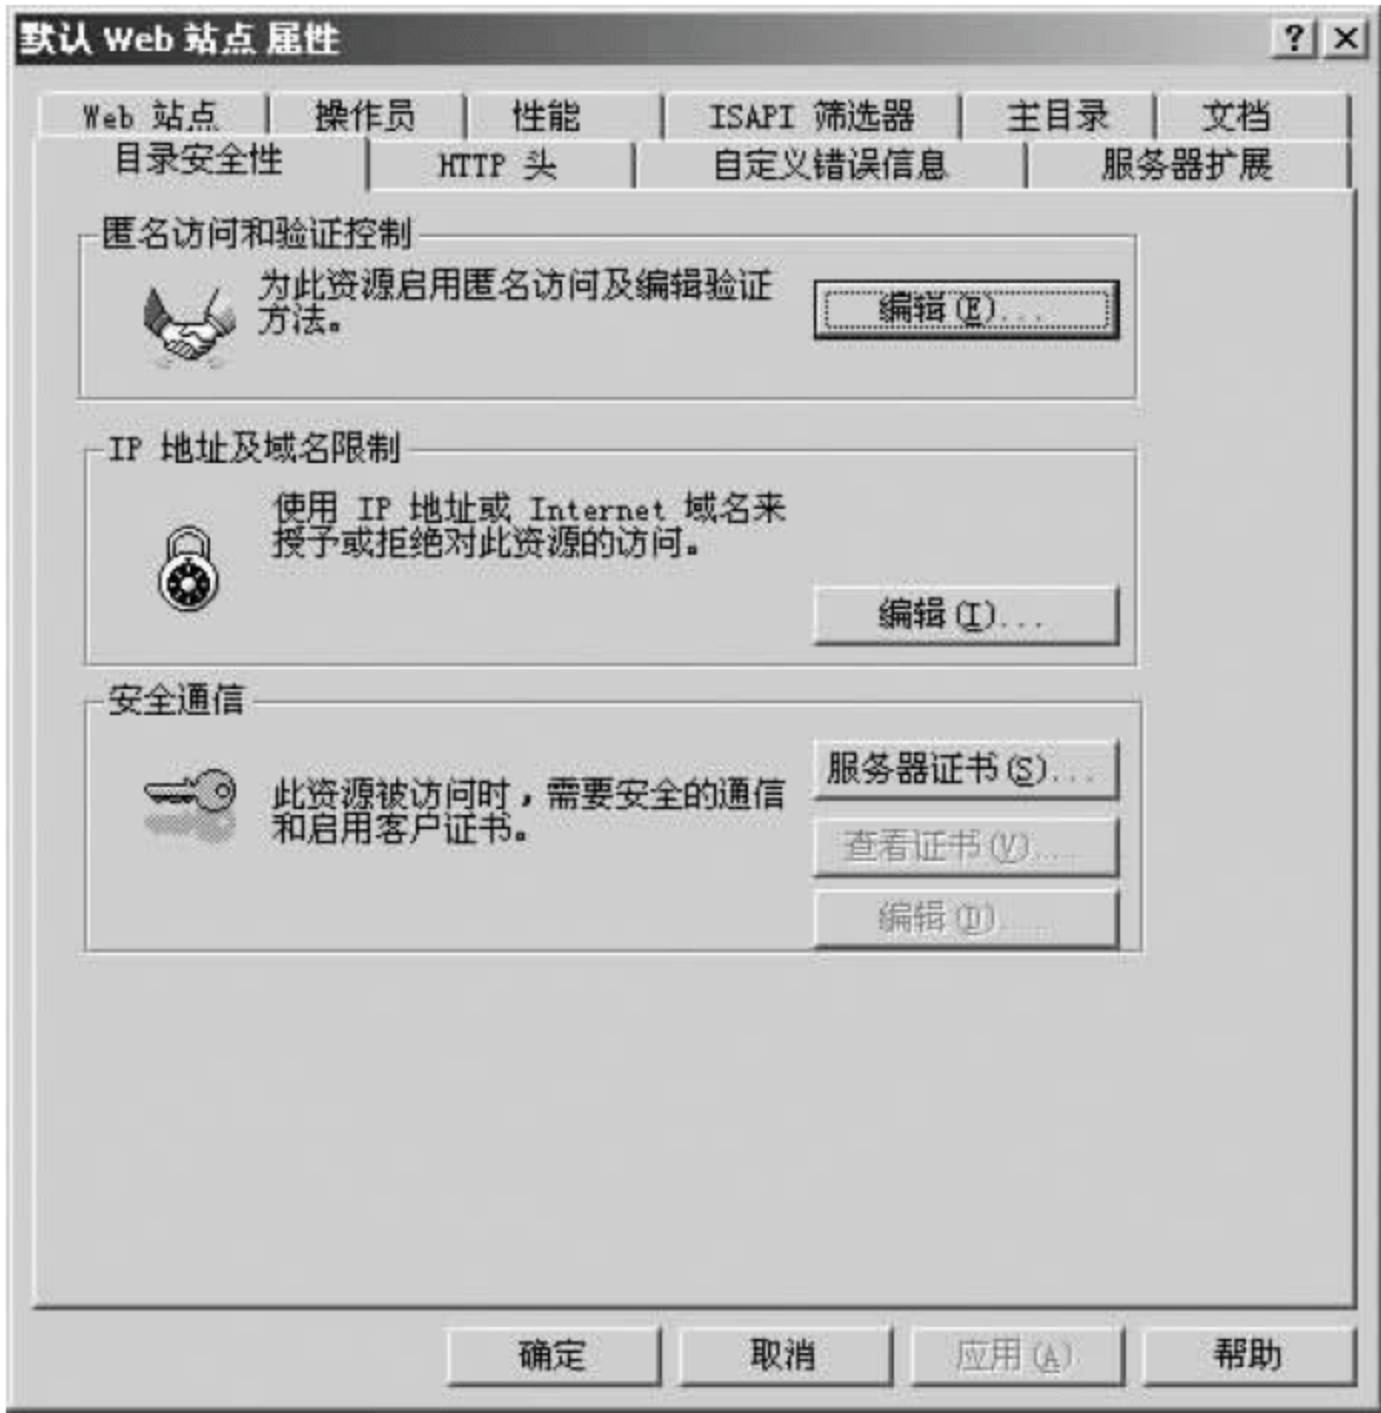 默认 Web 站点 属性
Web 站点 操作员 性能 ISAPI 筛选器 主目录 文档
目录安全性 HTTP 头 自定义错误信息 服务器扩展
匿名访问和验证控制
为此资源启用匿名访问及编辑验证
方法。
编辑(E)...
IP 地址及域名限制
使用 IP 地址或 Internet 域名来
授予或拒绝对此资源的访问。
编辑(I)...
安全通信
此资源被访问时，需要安全的通信
和启用客户证书。
服务器证书(S)...
查看证书(V)...
编辑(D)...
确定 取消 应用(A) 帮助